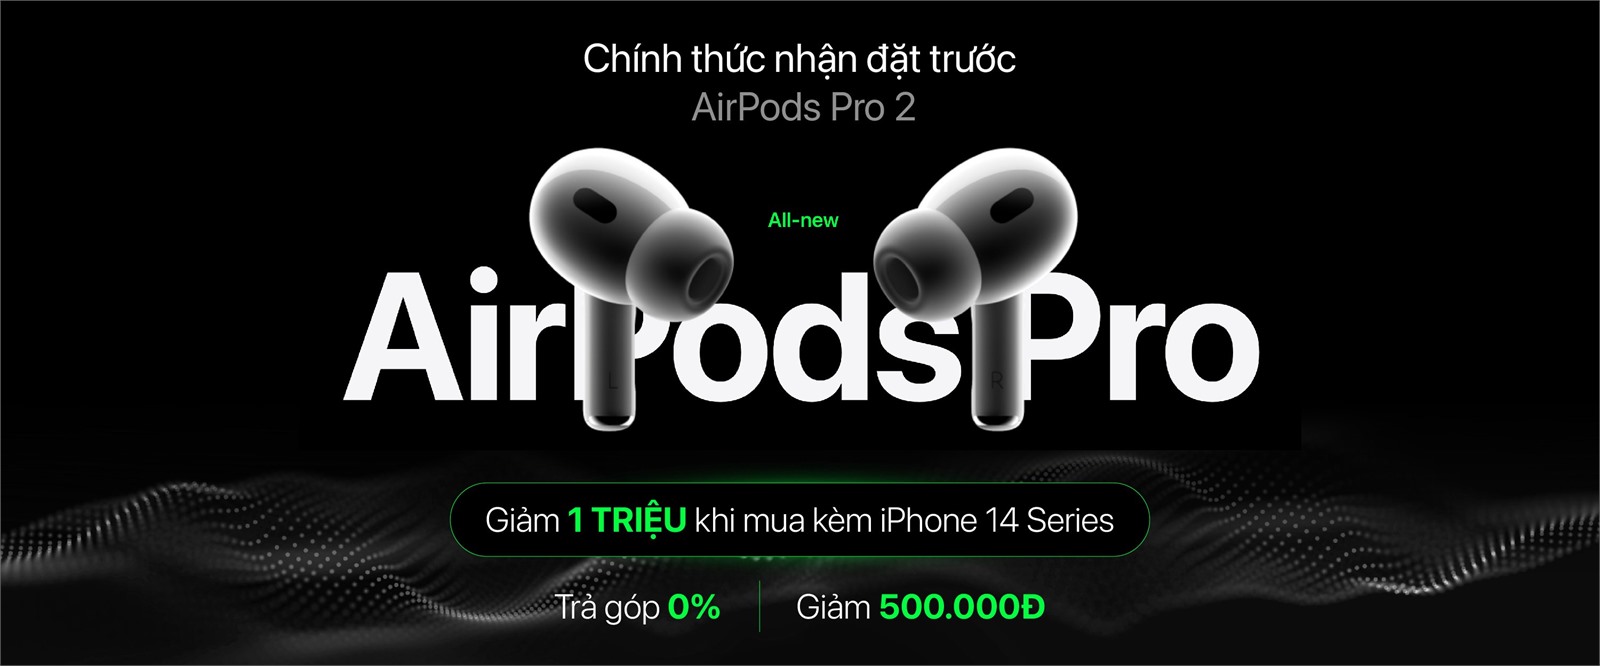 Chính thức nhận đặt trước
AirPods Pro 2
All-new
AirPods Pro
L
R
Giảm 1 TRIỆU khi mua kèm iPhone 14 Series
Trả góp 0%
Giảm 500.000Đ